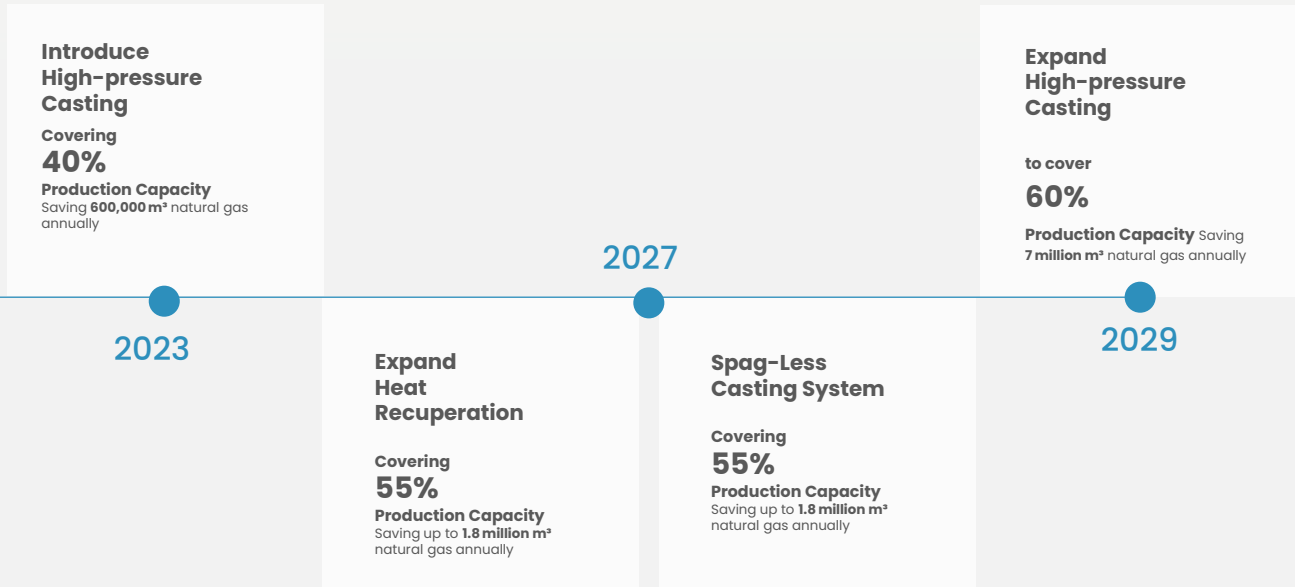 Introduce
High-pressure
Casting
Covering
40%
Production Capacity
Saving 600,000 m³ natural gas
annually
2023
2027
Expand
Heat
Recuperation
Covering
55%
Production Capacity
Saving up to 1.8 million m³
natural gas annually
Spag-Less
Casting System
Covering
55%
Production Capacity
Saving up to 1.8 million m³
natural gas annually
Expand
High-pressure
Casting
to cover
60%
Production Capacity Saving
7 million m³ natural gas annually
2029